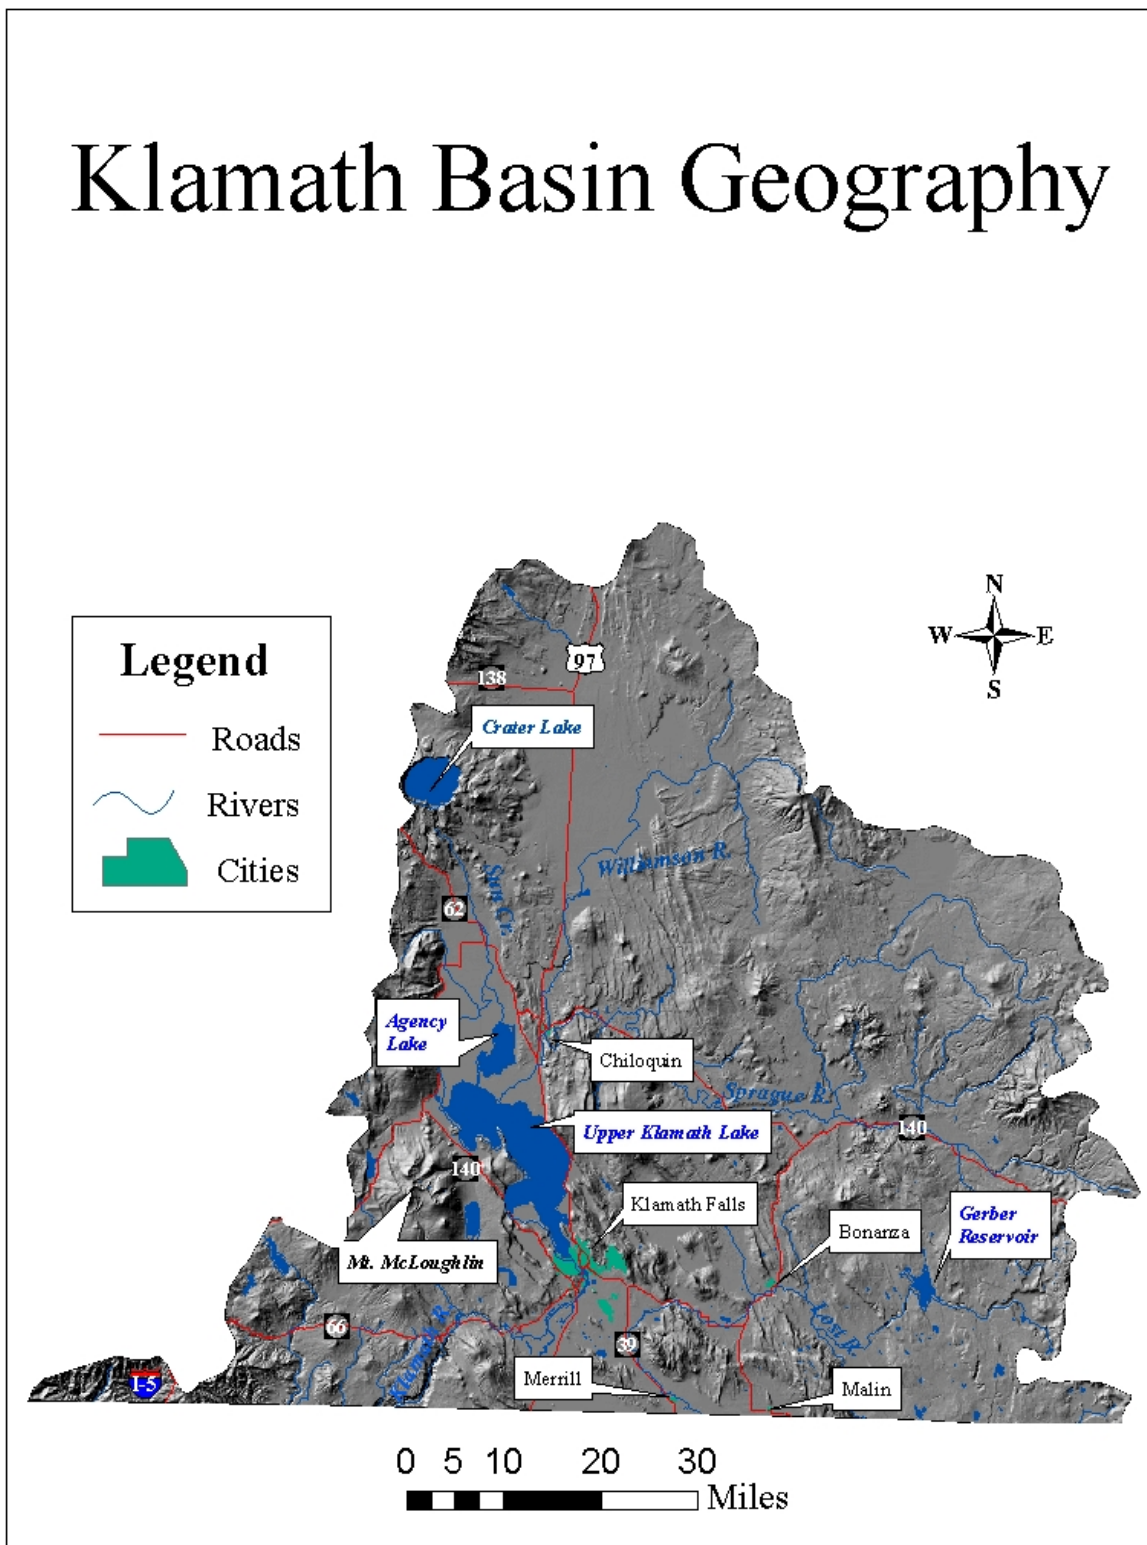 Klamath Basin Geography
N
W E
S
Legend
Roads
Rivers
Cities
97
138
Crater Lake
Williamson R.
Sun Cr.
62
Agency
Lake
Chiloquin
Sprague R.
140
Upper Klamath Lake
140
Klamath Falls
Gerber
Reservoir
Bonanza
Mt. McLoughlin
Klamath R.
66
Lost R.
39
I-5
Merrill
Malin
0 5 10 20 30
Miles